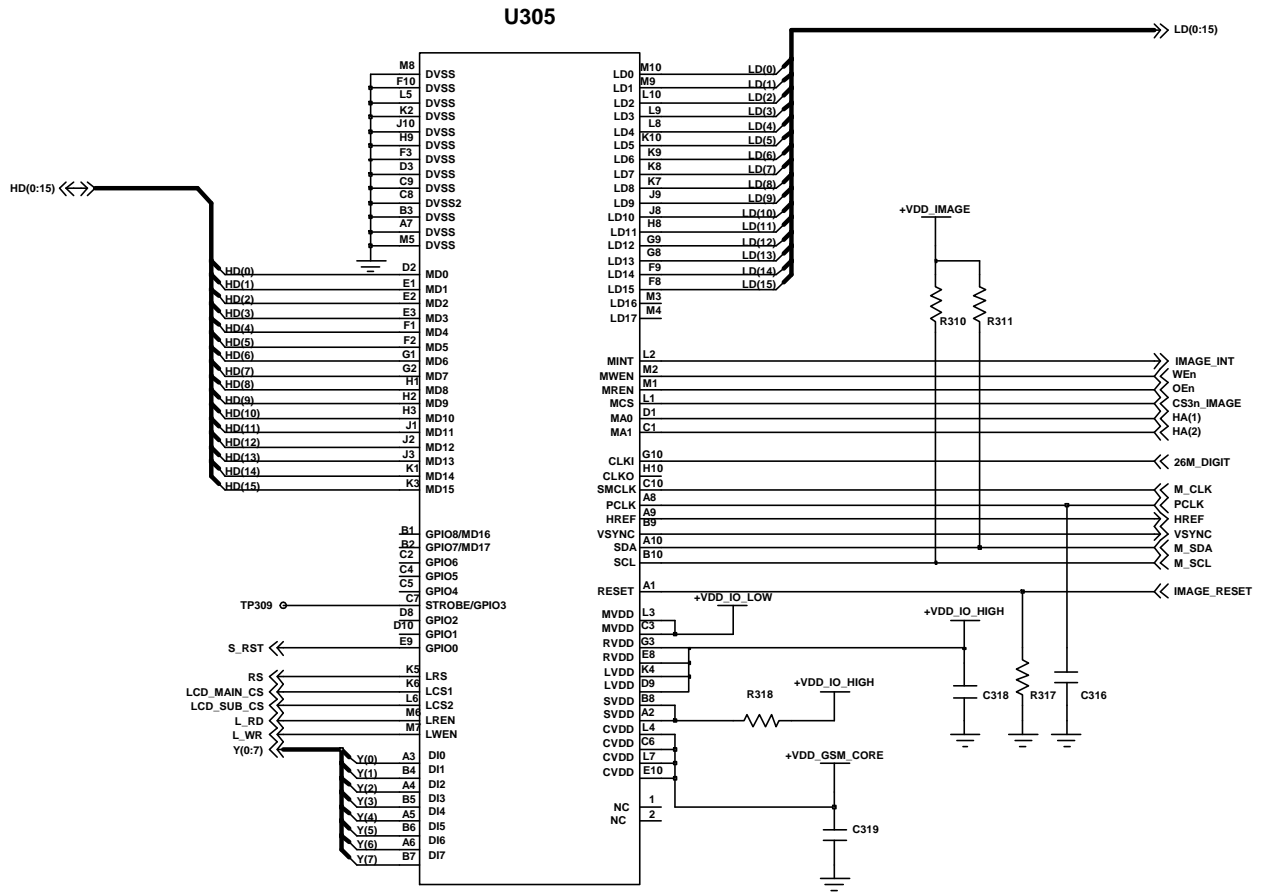 U305
LD(0:15)
HD(0:15)
M8 DVSS
F10 DVSS
L5 DVSS
K2 DVSS
J10 DVSS
H9 DVSS
F3 DVSS
D3 DVSS
C9 DVSS
C8 DVSS2
B3 DVSS
A7 DVSS
M5 DVSS
HD(0) D2 MD0
HD(1) E1 MD1
HD(2) E2 MD2
HD(3) E3 MD3
HD(4) F1 MD4
HD(5) F2 MD5
HD(6) G1 MD6
HD(7) G2 MD7
HD(8) H1 MD8
HD(9) H2 MD9
HD(10) H3 MD10
HD(11) J1 MD11
HD(12) J2 MD12
HD(13) J3 MD13
HD(14) K1 MD14
HD(15) K3 MD15
B1 GPIO8/MD16
B2 GPIO7/MD17
C2 GPIO6
C4 GPIO5
C5 GPIO4
TP309 C7 STROBE/GPIO3
D8 GPIO2
D10 GPIO1
S_RST E9 GPIO0
RS K5 LRS
LCD_MAIN_CS K6 LCS1
LCD_SUB_CS L6 LCS2
L_RD M6 LREN
L_WR M7 LWEN
Y(0:7)
Y(0) A3 DI0
Y(1) B4 DI1
Y(2) A4 DI2
Y(3) B5 DI3
Y(4) A5 DI4
Y(5) B6 DI5
Y(6) A6 DI6
Y(7) B7 DI7
LD0 M10 LD(0)
LD1 M9 LD(1)
LD2 L10 LD(2)
LD3 L9 LD(3)
LD4 L8 LD(4)
LD5 K10 LD(5)
LD6 K9 LD(6)
LD7 K8 LD(7)
LD8 K7 LD(8)
LD9 J9 LD(9)
LD10 J8 LD(10)
LD11 H8 LD(11)
LD12 G9 LD(12)
LD13 G8 LD(13)
LD14 F9 LD(14)
LD15 F8 LD(15)
LD16 M3
LD17 M4
+VDD_IMAGE
R310
R311
MINT L2 IMAGE_INT
MWEN M2 WEn
MREN M1 OEn
MCS L1 CS3n_IMAGE
MA0 D1 HA(1)
MA1 C1 HA(2)
CLKI G10 26M_DIGIT
CLKO H10
SMCLK C10 M_CLK
PCLK A8 PCLK
HREF A9 HREF
VSYNC B9 VSYNC
SDA A10 M_SDA
SCL B10 M_SCL
RESET A1 IMAGE_RESET
+VDD_IO_LOW
+VDD_IO_HIGH
MVDD L3
MVDD C3
RVDD G3
RVDD E8
LVDD K4
LVDD D9
SVDD B8
SVDD A2
CVDD L4
CVDD C6
CVDD L7
CVDD E10
NC 1
NC 2
R318
+VDD_IO_HIGH
C318
R317
C316
+VDD_GSM_CORE
C319